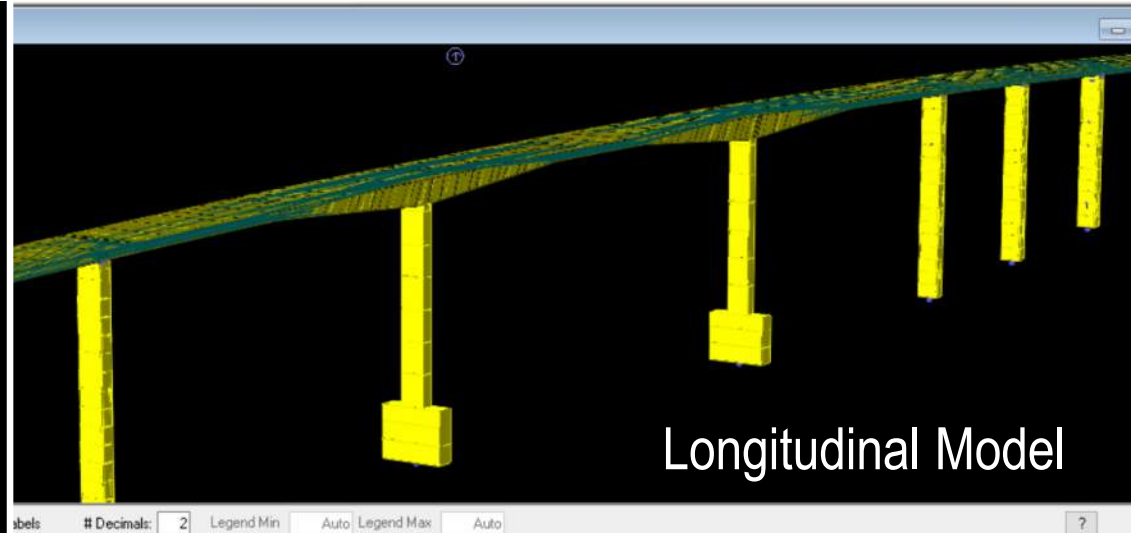 Longitudinal Model
abels # Decimals: 2 Legend Min Auto Legend Max Auto ?